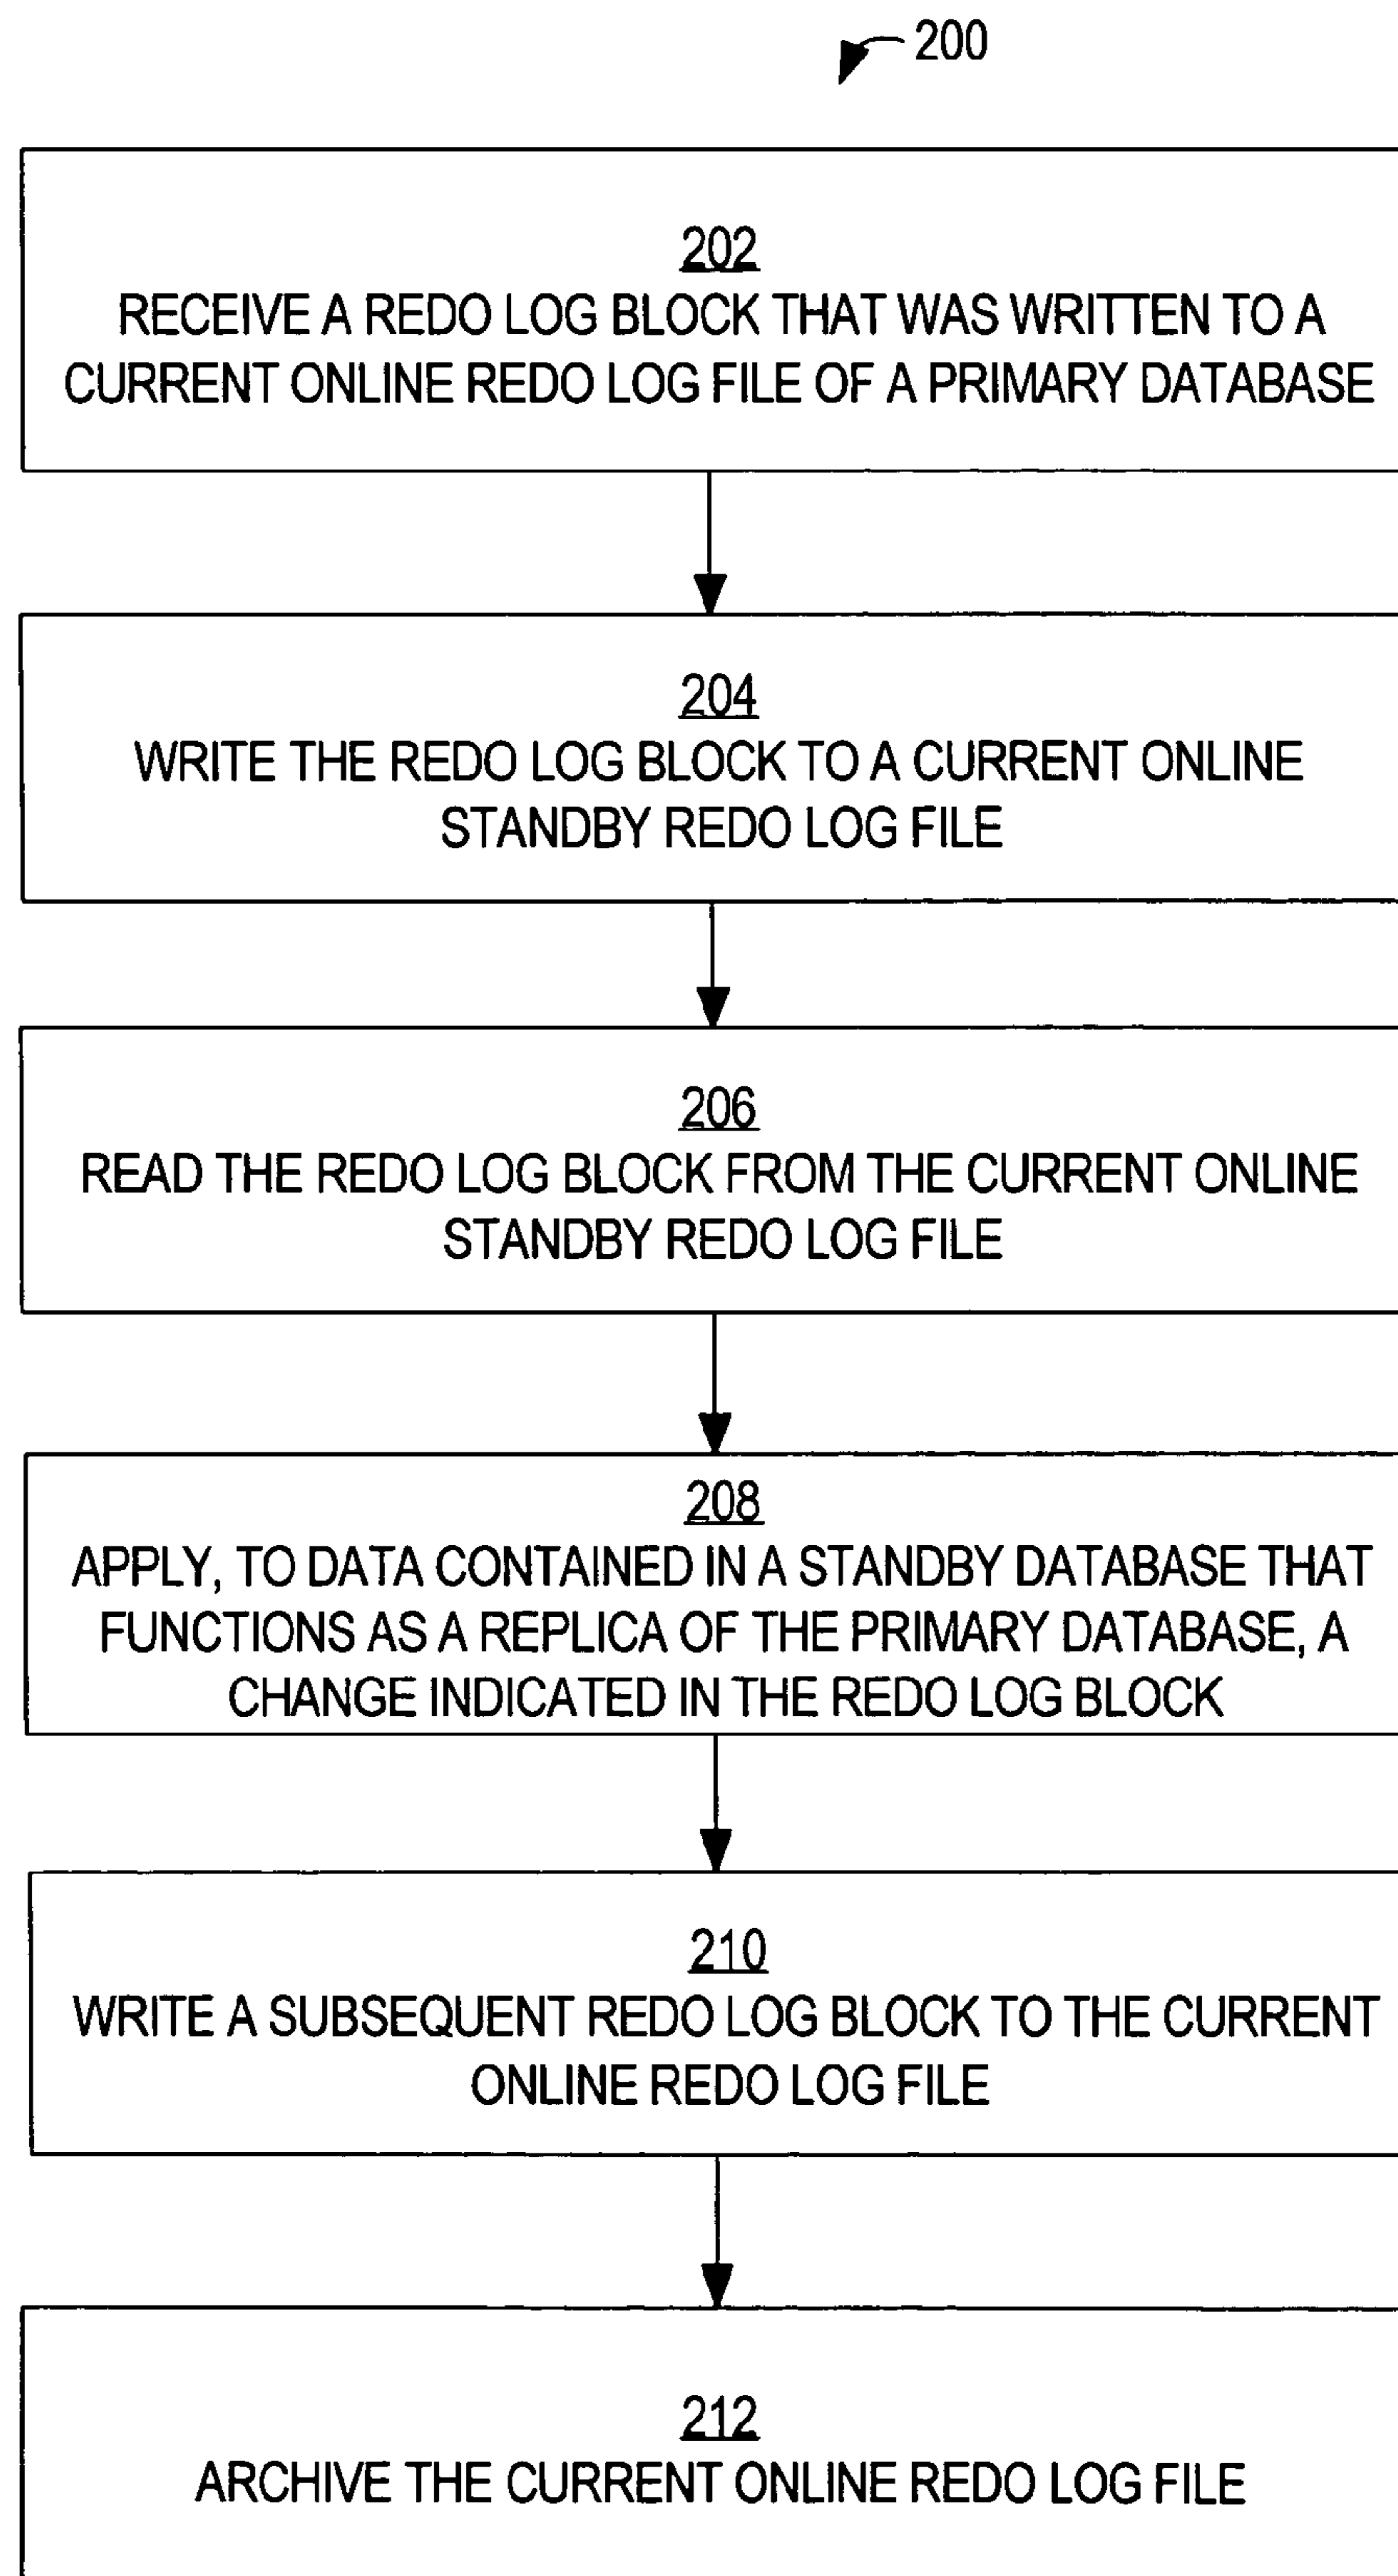 200
202
RECEIVE A REDO LOG BLOCK THAT WAS WRITTEN TO A
CURRENT ONLINE REDO LOG FILE OF A PRIMARY DATABASE
204
WRITE THE REDO LOG BLOCK TO A CURRENT ONLINE
STANDBY REDO LOG FILE
206
READ THE REDO LOG BLOCK FROM THE CURRENT ONLINE
STANDBY REDO LOG FILE
208
APPLY, TO DATA CONTAINED IN A STANDBY DATABASE THAT
FUNCTIONS AS A REPLICA OF THE PRIMARY DATABASE, A
CHANGE INDICATED IN THE REDO LOG BLOCK
210
WRITE A SUBSEQUENT REDO LOG BLOCK TO THE CURRENT
ONLINE REDO LOG FILE
212
ARCHIVE THE CURRENT ONLINE REDO LOG FILE